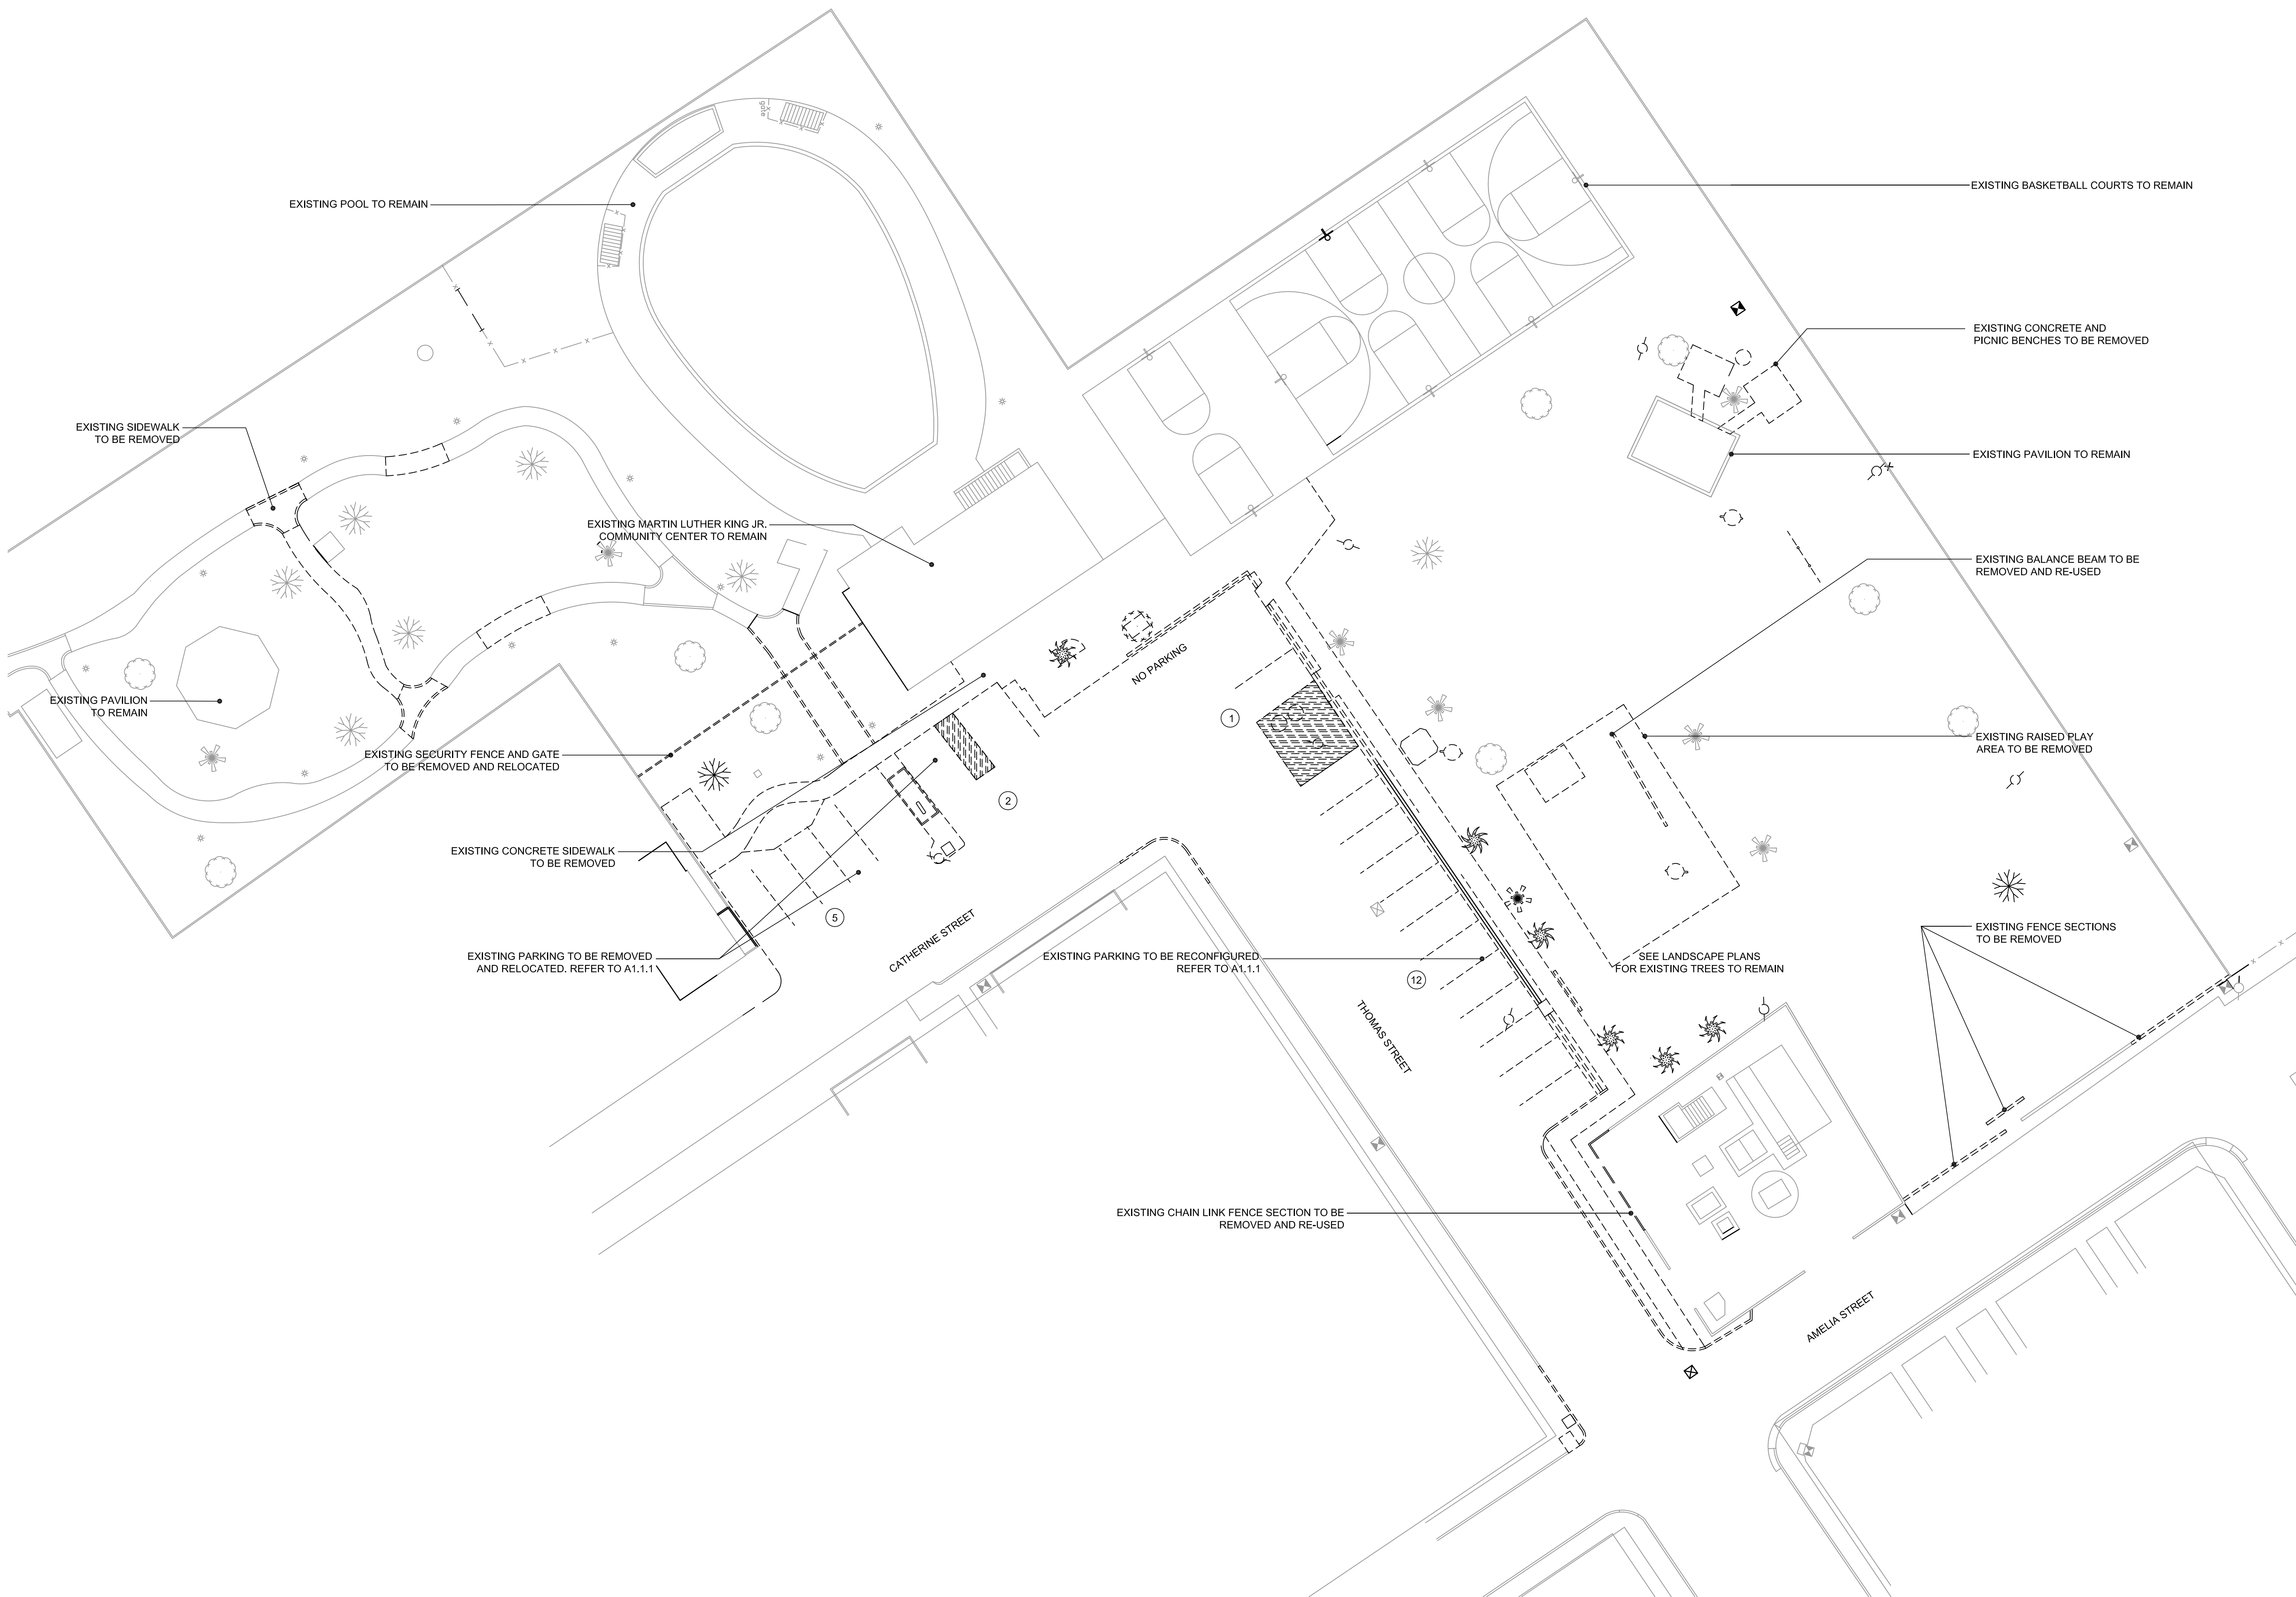 gate
EXISTING POOL TO REMAIN
EXISTING BASKETBALL COURTS TO REMAIN
EXISTING CONCRETE AND
PICNIC BENCHES TO BE REMOVED
EXISTING SIDEWALK
TO BE REMOVED
EXISTING PAVILION TO REMAIN
EXISTING MARTIN LUTHER KING JR.
COMMUNITY CENTER TO REMAIN
EXISTING BALANCE BEAM TO BE
REMOVED AND RE-USED
NO PARKING
EXISTING PAVILION
TO REMAIN
1
EXISTING SECURITY FENCE AND GATE
TO BE REMOVED AND RELOCATED
EXISTING RAISED PLAY
AREA TO BE REMOVED
2
EXISTING CONCRETE SIDEWALK
TO BE REMOVED
5
CATHERINE STREET
EXISTING FENCE SECTIONS
TO BE REMOVED
EXISTING PARKING TO BE REMOVED
AND RELOCATED. REFER TO A1.1.1
EXISTING PARKING TO BE RECONFIGURED
REFER TO A1.1.1
12
SEE LANDSCAPE PLANS
FOR EXISTING TREES TO REMAIN
THOMAS STREET
EXISTING CHAIN LINK FENCE SECTION TO BE
REMOVED AND RE-USED
AMELIA STREET